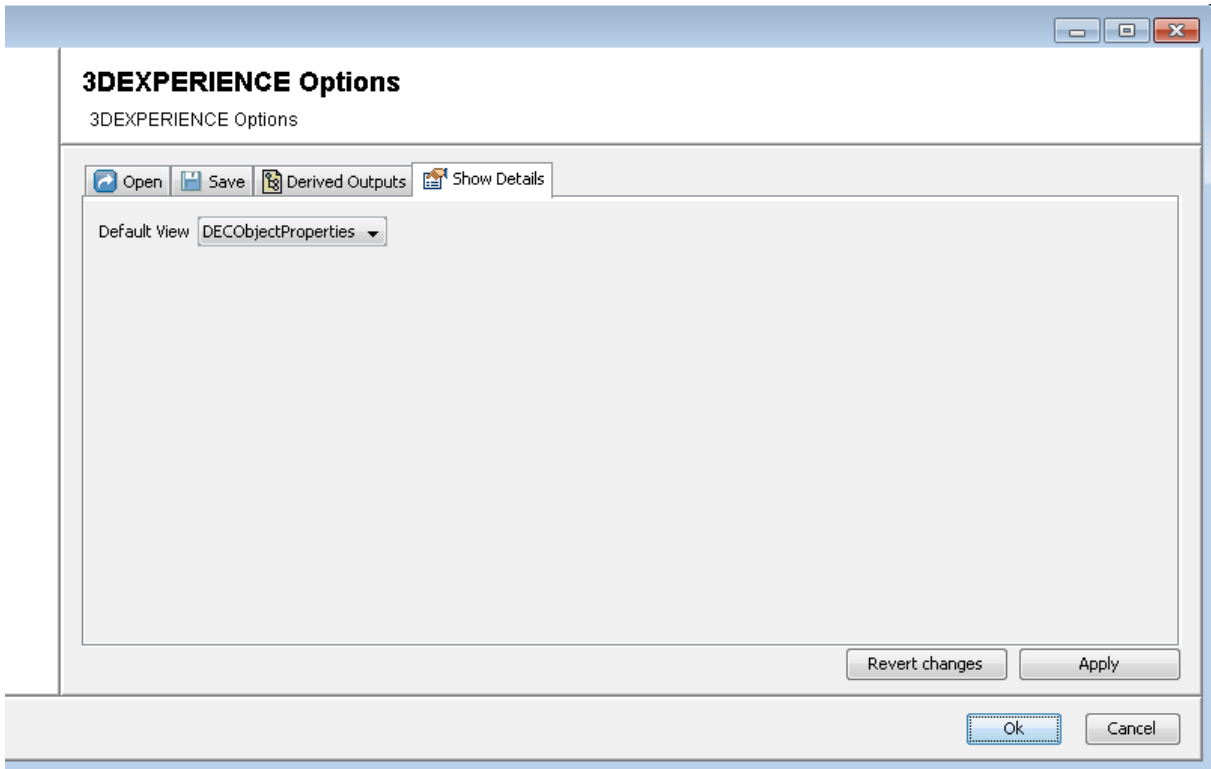 3DEXPERIENCE Options
3DEXPERIENCE Options
Open Save Derived Outputs Show Details
Default View DECObjectProperties
Revert changes Apply
Ok Cancel